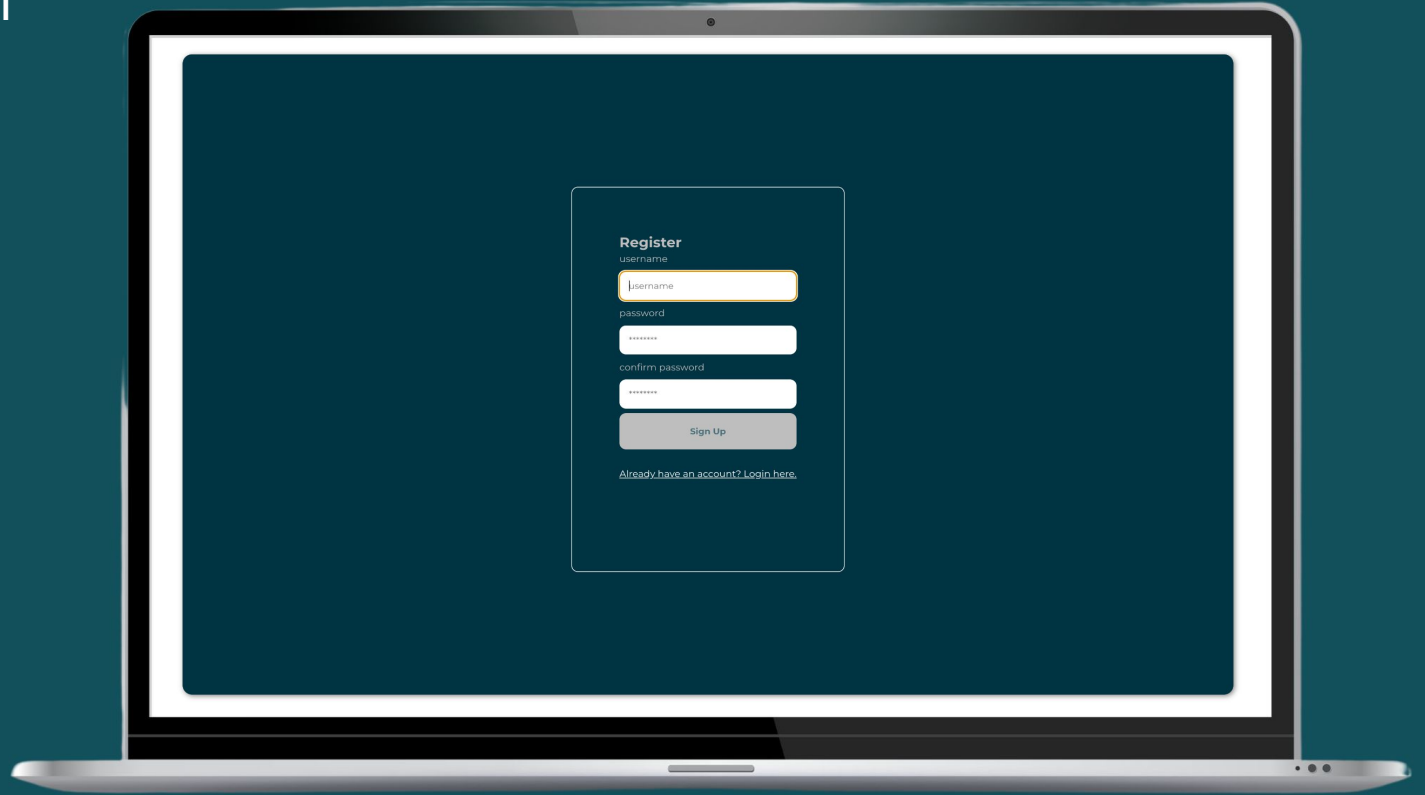 Register
username
username
password
********
confirm password
********
Sign Up
Already have an account? Login here.